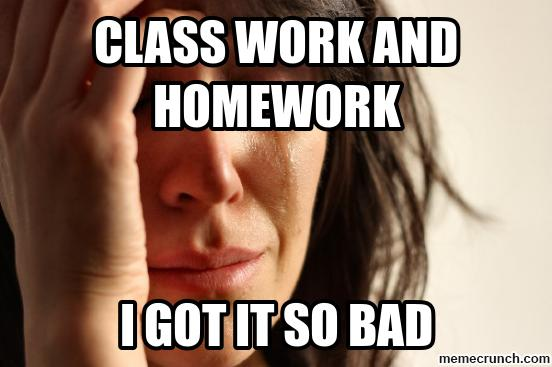 CLASS WORK AND
HOMEWORK
I GOT IT SO BAD
memecrunch.com